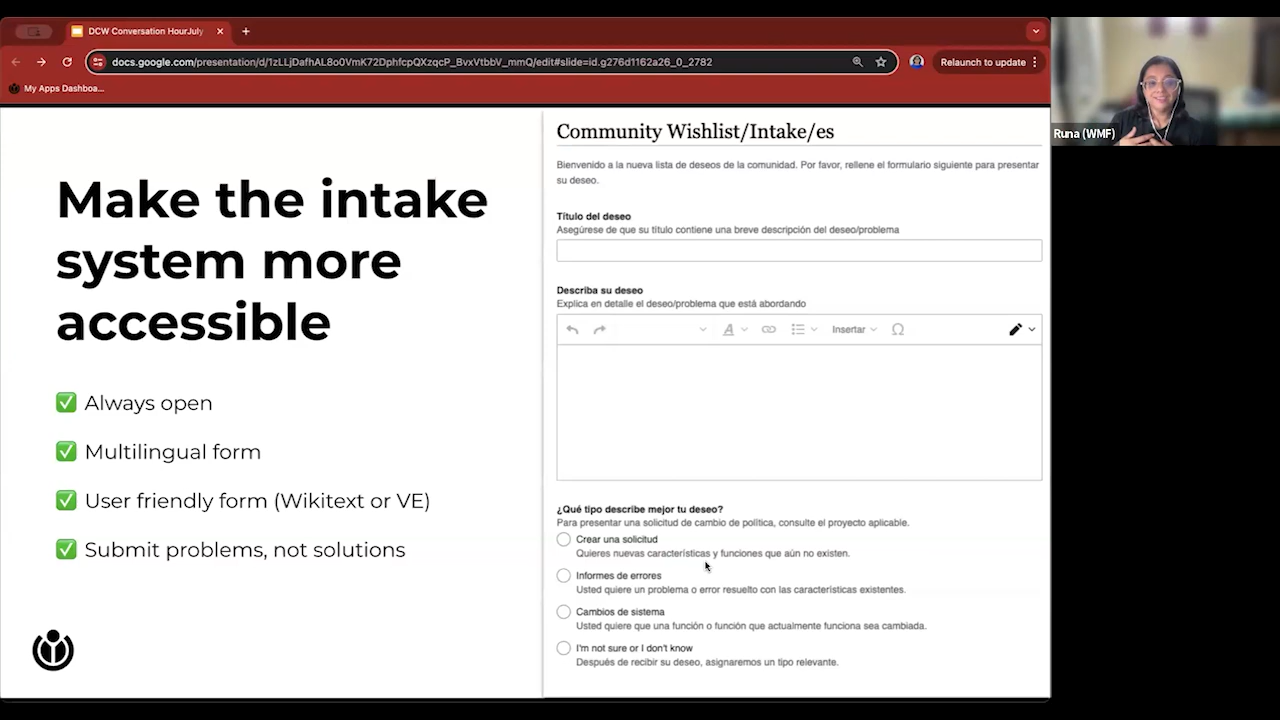 DCW Conversation HourJuly
docs.google.com/presentation/d/1zLLjDafhAL8o0VmK72DphfcpQXzqcP_BvxVtbbV_mmQ/edit#slide=id.g276d1162a26_0_2782
Relaunch to update
My Apps Dashboa...
Make the intake
system more
accessible
✅ Always open
✅ Multilingual form
✅ User friendly form (Wikitext or VE)
✅ Submit problems, not solutions
Community Wishlist/Intake/es
Bienvenido a la nueva lista de deseos de la comunidad. Por favor, rellene el formulario siguiente para presentar
su deseo.
Título del deseo
Asegúrese de que su título contiene una breve descripción del deseo/problema
Describa su deseo
Explica en detalle el deseo/problema que está abordando
A Insertar Ω
¿Qué tipo describe mejor tu deseo?
Para presentar una solicitud de cambio de política, consulte el proyecto aplicable.
Crear una solicitud
Quieres nuevas características y funciones que aún no existen.
Informes de errores
Usted quiere un problema o error resuelto con las características existentes.
Cambios de sistema
Usted quiere que una función o función que actualmente funciona sea cambiada.
I'm not sure or I don't know
Después de recibir su deseo, asignaremos un tipo relevante.
Runa (WMF)